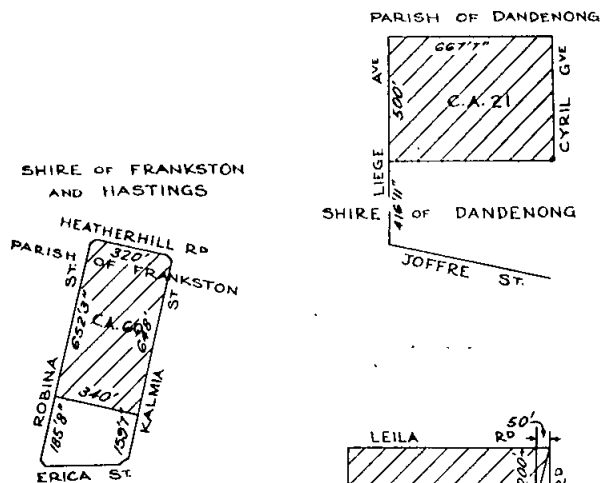 PARISH OF DANDENONG
667'7"
AVE
GVE
500'
C.A. 21
CYRIL
LIEGE
416'11"
SHIRE OF DANDENONG
JOFFRE ST.
SHIRE OF FRANKSTON
AND HASTINGS
HEATHERHILL RD
320'
PARISH OF FRANKSTON
ST.
ST
652'3"
648'
ROBINA
340'
KALMIA
185'8"
ERICA ST.
50'
LEILA RD
200'